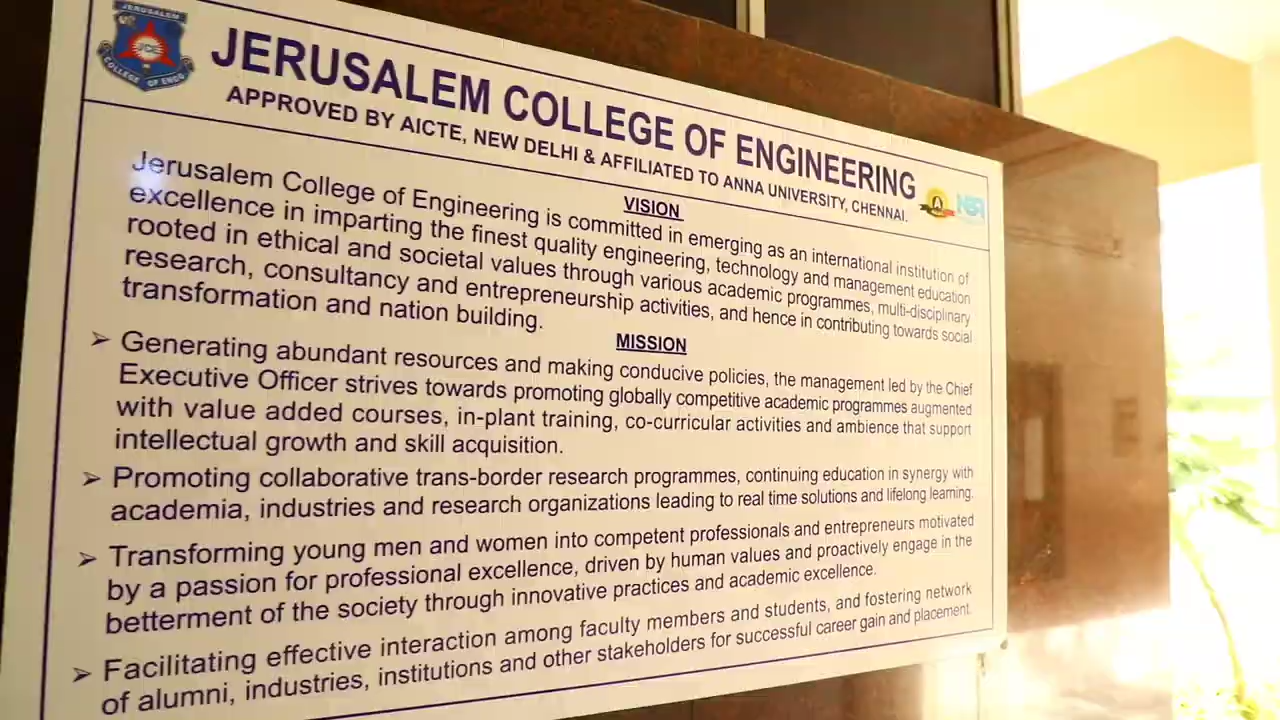 JERUSALEM
JCE
COLLEGE OF ENGG
JERUSALEM COLLEGE OF ENGINEERING
APPROVED BY AICTE, NEW DELHI & AFFILIATED TO ANNA UNIVERSITY, CHENNAI.
VISION
Jerusalem College of Engineering is committed in emerging as an international institution of
excellence in imparting the finest quality engineering, technology and management education
rooted in ethical and societal values through various academic programmes, multi-disciplinary
research, consultancy and entrepreneurship activities, and hence in contributing towards social
transformation and nation building.
MISSION
➢ Generating abundant resources and making conducive policies, the management led by the Chief
Executive Officer strives towards promoting globally competitive academic programmes augmented
with value added courses, in-plant training, co-curricular activities and ambience that support
intellectual growth and skill acquisition.
➢ Promoting collaborative trans-border research programmes, continuing education in synergy with
academia, industries and research organizations leading to real time solutions and lifelong learning.
➢ Transforming young men and women into competent professionals and entrepreneurs motivated
by a passion for professional excellence, driven by human values and proactively engage in the
betterment of the society through innovative practices and academic excellence.
➢ Facilitating effective interaction among faculty members and students, and fostering network
of alumni, industries, institutions and other stakeholders for successful career gain and placement.